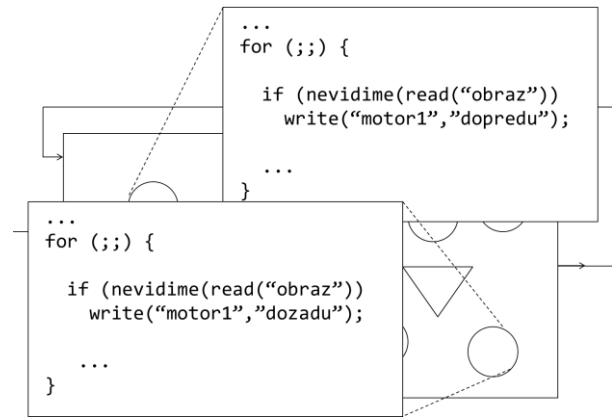 ...
for (;;) {
if (nevidime(read(“obraz”))
write(“motor1”,”dopredu”);
...
}
...
for (;;) {
if (nevidime(read(“obraz”))
write(“motor1”,”dozadu”);
...
}